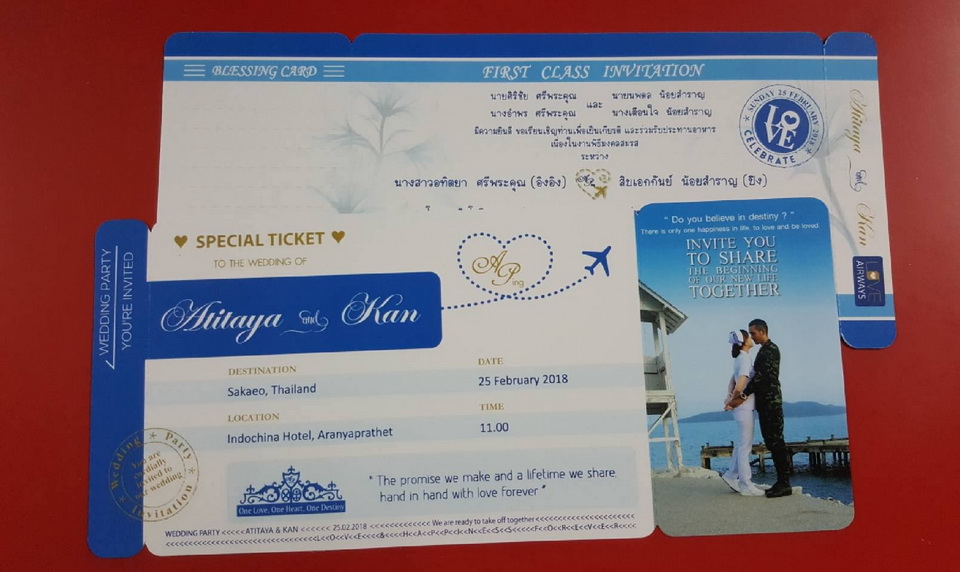 BLESSING CARD
FIRST CLASS INVITATION
นายศิริชัย ศรีพระคุณ และ นายนพดล น้อยสำราญ
นางอำพร ศรีพระคุณ นางเตือนใจ น้อยสำราญ
มีความยินดี ขอเรียนเชิญท่านเพื่อเป็นเกียรติ และร่วมรับประทานอาหาร
เนื่องในงานพิธีมงคลสมรส
ระหว่าง
นางสาวอทิตยา ศรีพระคุณ (อิงอิง)
สิบเอกกันย์ น้อยสำราญ (ปิง)
SUNDAY 25 FEBRUARY 2018
LOVE
CELEBRATE
Atitaya and Kan
LOVE
AIRWAYS
WEDDING PARTY
YOU'RE INVITED
SPECIAL TICKET
TO THE WEDDING OF
Atitaya and Kan
A Ping
DESTINATION
Sakaeo, Thailand
DATE
25 February 2018
LOCATION
Indochina Hotel, Aranyaprathet
TIME
11.00
Wedding Party
You are
cordially
invited to
our wedding
Invitation
One Love, One Heart, One Destiny
" The promise we make and a lifetime we share
hand in hand with love forever "
WEDDING PARTY <<<<<ATITAYA & KAN <<<<<< 25.02.2018 <<<<<<<<<<<<<< We are ready to take off together <<<<<<<<<<<<<<<<<<<<
<<<<<<<<<<<<<<<<<<<<<<<<<<L<<O<<V<<E<<<<&<<<<H<<A<<P<<P<<I<<N<<E<<S<<S<<<<<F<<O<<R<<E<<V<<E<<R<<<<
" Do you believe in destiny ? "
There is only one happiness in life, to love and be loved.
INVITE YOU
TO SHARE
THE BEGINNING
OF OUR NEW LIFE
TOGETHER